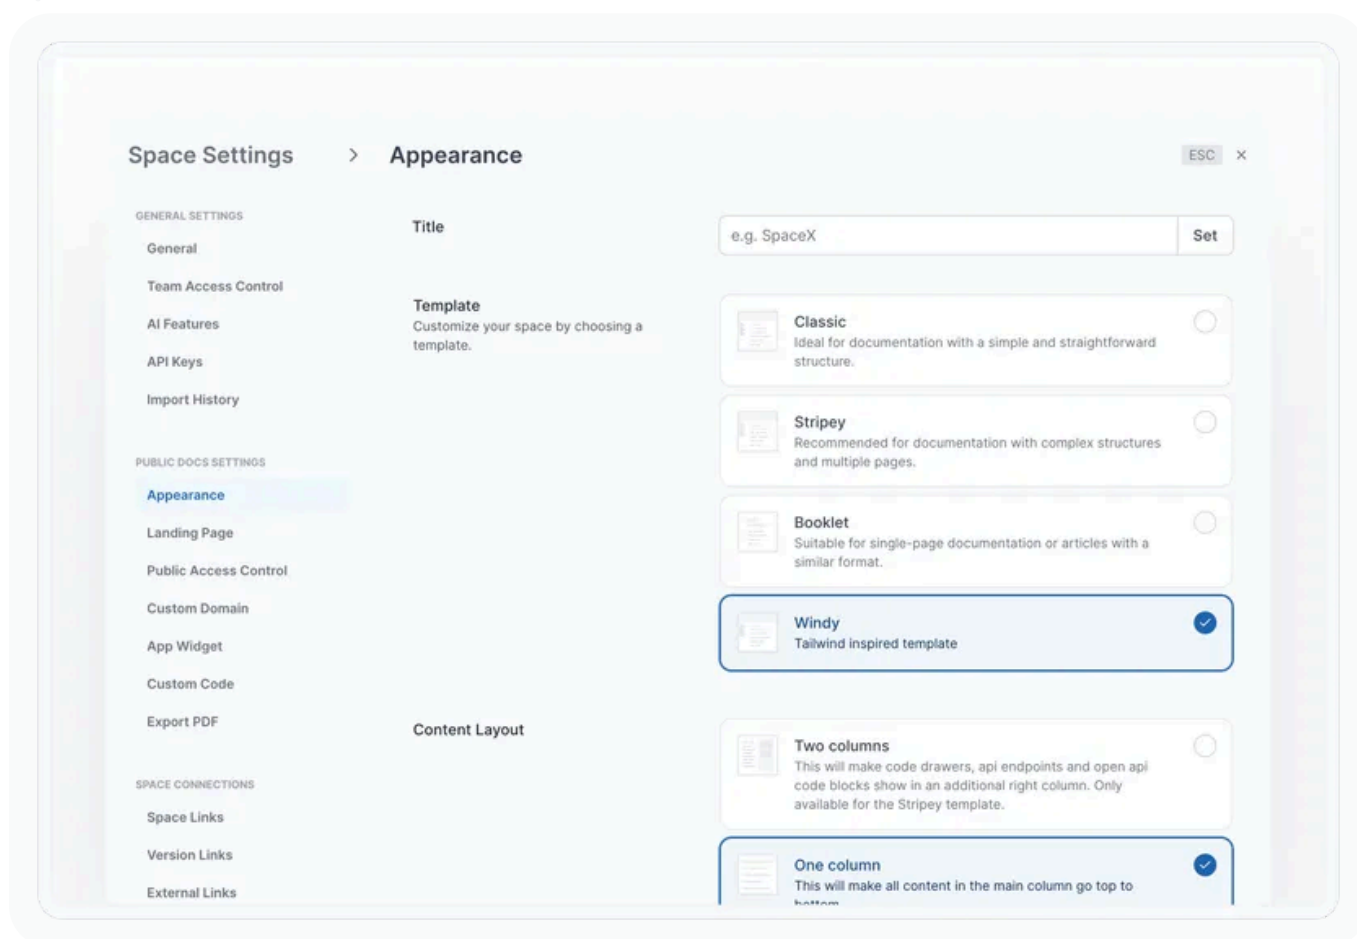 Space Settings > Appearance
ESC ×
GENERAL SETTINGS
General
Team Access Control
AI Features
API Keys
Import History
PUBLIC DOCS SETTINGS
Appearance
Landing Page
Public Access Control
Custom Domain
App Widget
Custom Code
Export PDF
SPACE CONNECTIONS
Space Links
Version Links
External Links
Title
e.g. SpaceX
Set
Template
Customize your space by choosing a
template.
Classic
Ideal for documentation with a simple and straightforward
structure.
Stripey
Recommended for documentation with complex structures
and multiple pages.
Booklet
Suitable for single-page documentation or articles with a
similar format.
Windy
Tailwind inspired template
Content Layout
Two columns
This will make code drawers, api endpoints and open api
code blocks show in an additional right column. Only
available for the Stripey template.
One column
This will make all content in the main column go top to
bottom